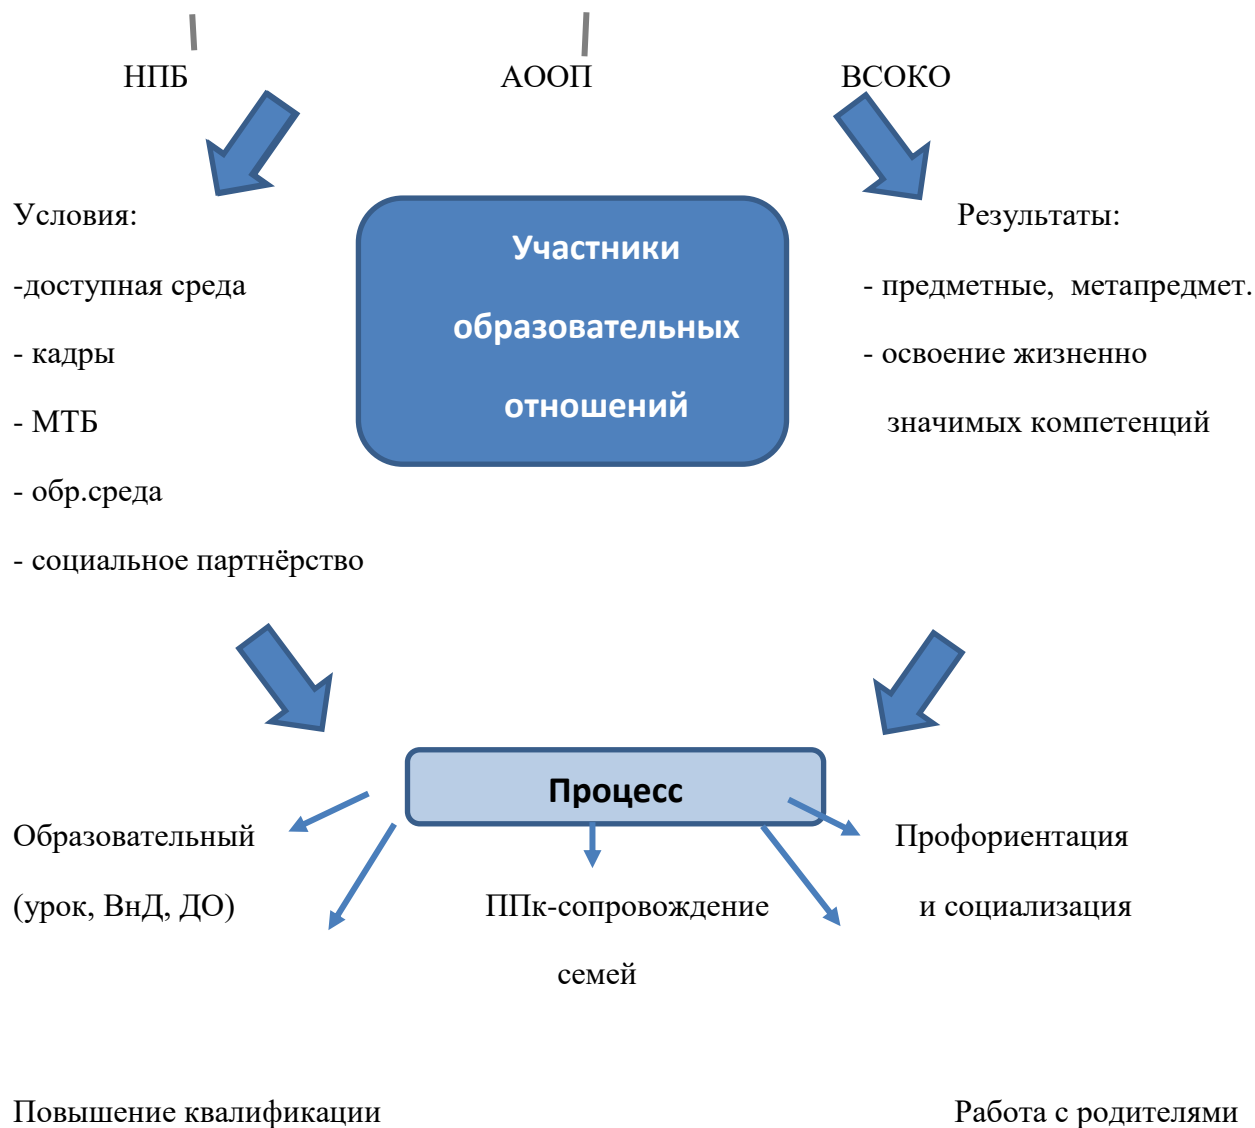 НПБ АООП ВСОКО
Условия:
-доступная среда
- кадры
- МТБ
- обр.среда
- социальное партнёрство
Участники
образовательных
отношений
Результаты:
- предметные, метапредмет.
- освоение жизненно
значимых компетенций
Процесс
Образовательный
(урок, ВнД, ДО)
ППк-сопровождение
семей
Профориентация
и социализация
Повышение квалификации
Работа с родителями